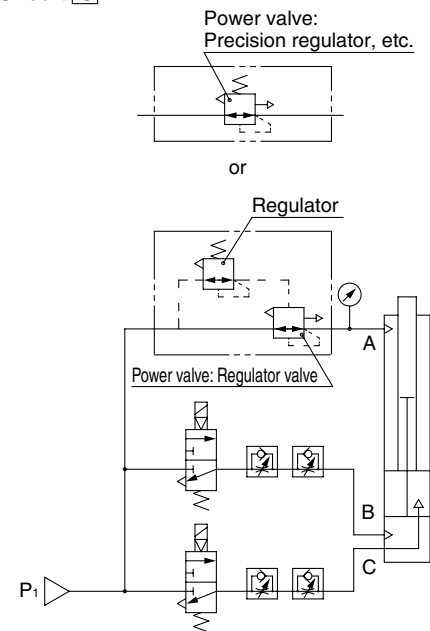 Power valve:
Precision regulator, etc.
or
Regulator
A
Power valve: Regulator valve
B
C
P1